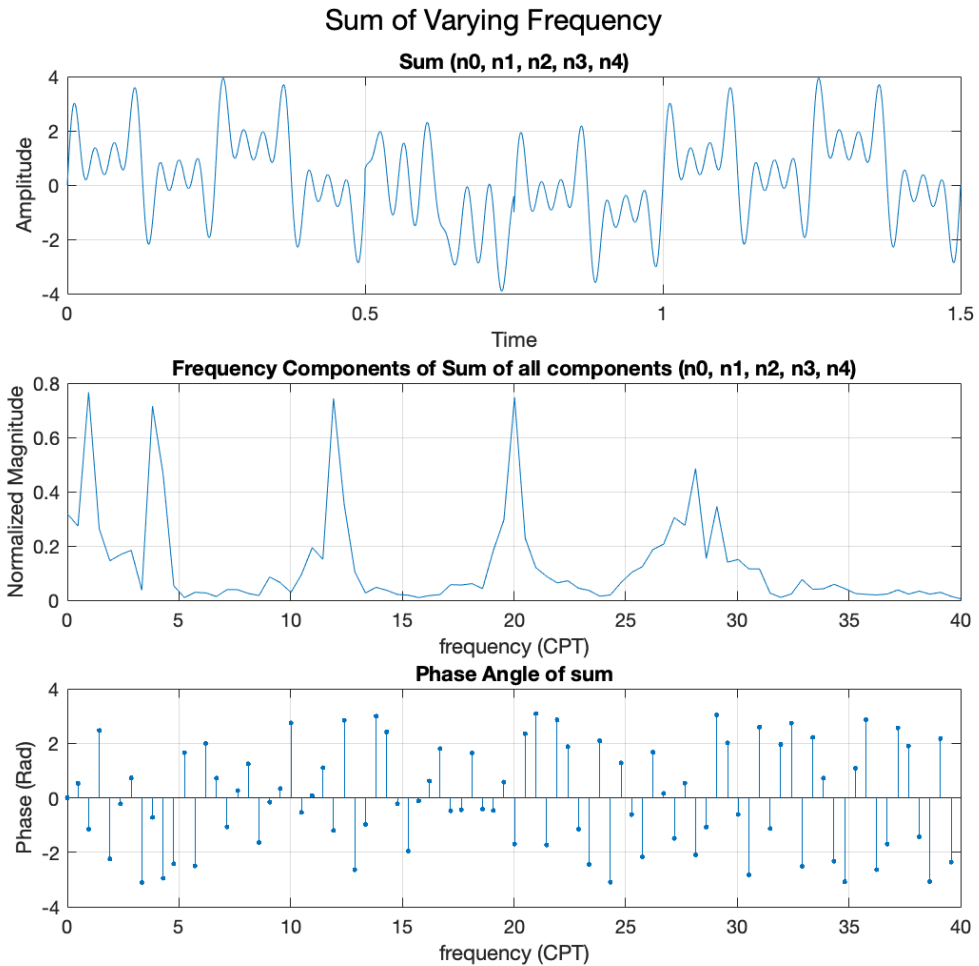 Sum of Varying Frequency
Sum (n0, n1, n2, n3, n4)
Amplitude
4
2
0
-2
-4
0 0.5 1 1.5
Time
Frequency Components of Sum of all components (n0, n1, n2, n3, n4)
Normalized Magnitude
0.8
0.6
0.4
0.2
0
0 5 10 15 20 25 30 35 40
frequency (CPT)
Phase Angle of sum
Phase (Rad)
4
2
0
-2
-4
0 5 10 15 20 25 30 35 40
frequency (CPT)